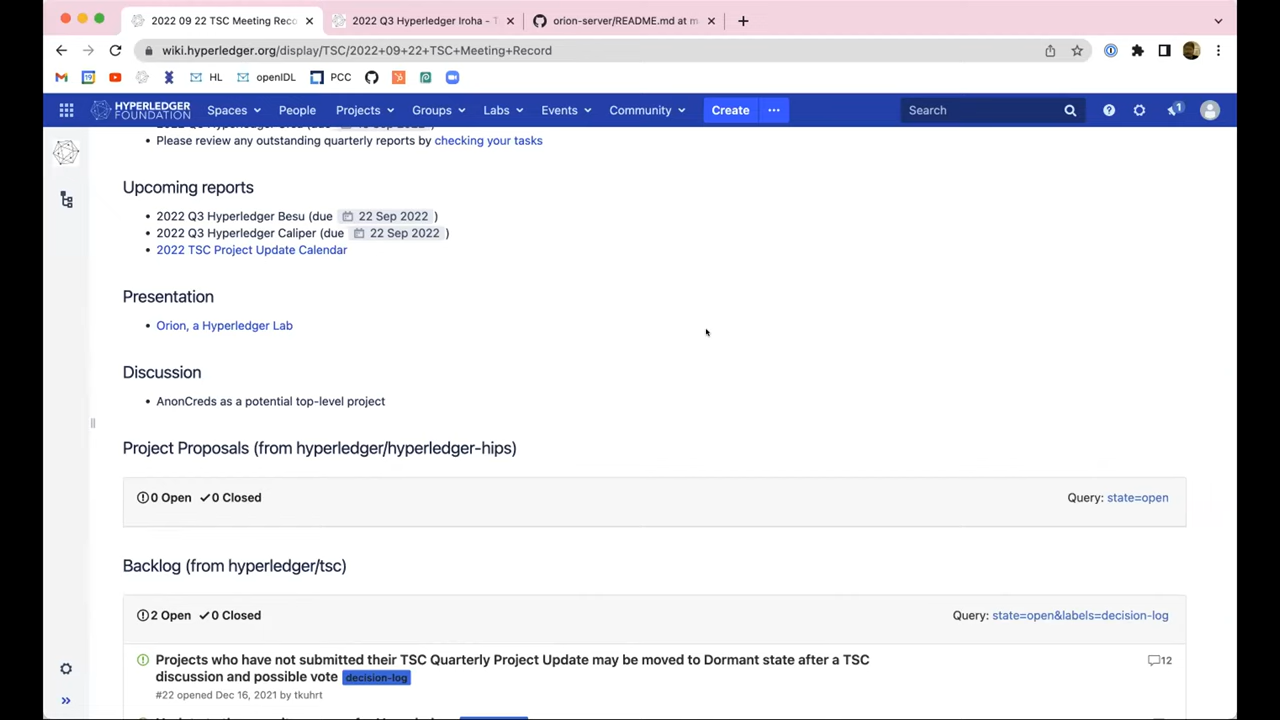 2022 09 22 TSC Meeting Reco
2022 Q3 Hyperledger Iroha - T
orion-server/README.md at m
wiki.hyperledger.org/display/TSC/2022+09+22+TSC+Meeting+Record
HL
openIDL
PCC
HYPERLEDGER FOUNDATION
Spaces
People
Projects
Groups
Labs
Events
Community
Create
Search
1
Please review any outstanding quarterly reports by checking your tasks
Upcoming reports
2022 Q3 Hyperledger Besu (due 22 Sep 2022 )
2022 Q3 Hyperledger Caliper (due 22 Sep 2022 )
2022 TSC Project Update Calendar
Presentation
Orion, a Hyperledger Lab
Discussion
AnonCreds as a potential top-level project
Project Proposals (from hyperledger/hyperledger-hips)
0 Open 0 Closed
Query: state=open
Backlog (from hyperledger/tsc)
2 Open 0 Closed
Query: state=open&labels=decision-log
Projects who have not submitted their TSC Quarterly Project Update may be moved to Dormant state after a TSC
12
discussion and possible vote decision-log
#22 opened Dec 16, 2021 by tkuhrt